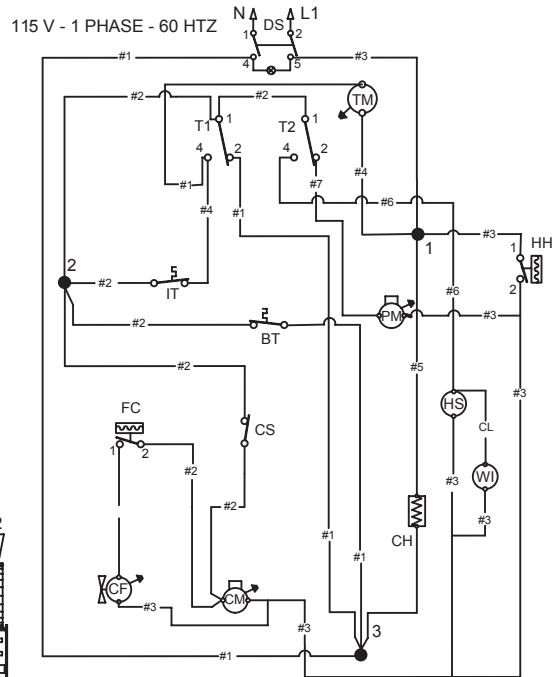 115 V - 1 PHASE - 60 HTZ
N DS L1
1 2
#1 4 5 #3
TM
#2 #2
T1 1 T2 1
4 2 4 2
#4
#1 #4 #1 #7 #6
1 #3
HH
1
2
2
#2 IT
#6
#2 BT
PM #3
#2 #5 #3
FC
CS HS
1 2
CL
#2
WI
#2 #3 #3
CH
#1
CF CM
#3 #3
3
#1